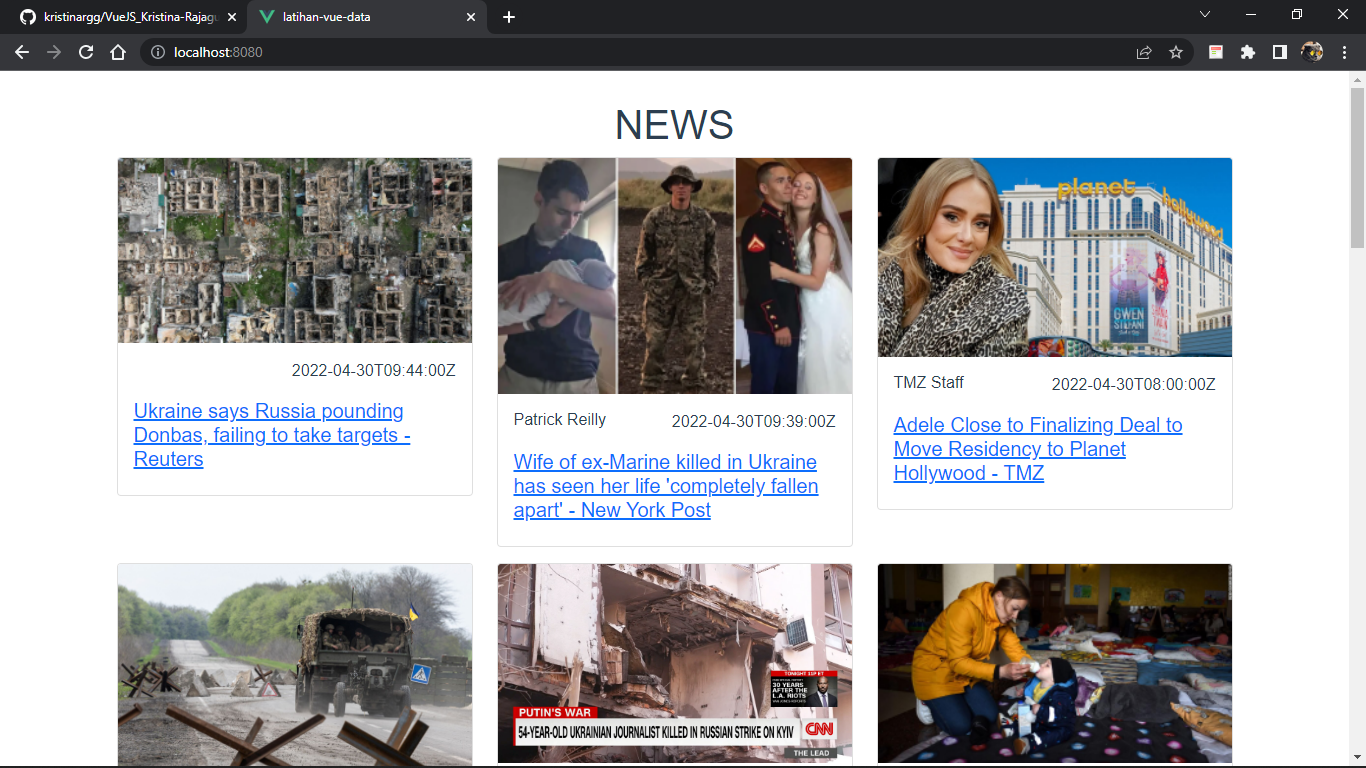 kristinargg/VueJS_Kristina-Rajagu
latihan-vue-data
localhost:8080
NEWS
planet
hollywood
GWEN
STEFANI
2022-04-30T09:44:00Z
Ukraine says Russia pounding
Donbas, failing to take targets -
Reuters
Patrick Reilly
2022-04-30T09:39:00Z
Wife of ex-Marine killed in Ukraine
has seen her life 'completely fallen
apart' - New York Post
TMZ Staff
2022-04-30T08:00:00Z
Adele Close to Finalizing Deal to
Move Residency to Planet
Hollywood - TMZ
TONIGHT 11P ET
30 YEARS
AFTER THE
L.A. RIOTS
PUTIN'S WAR
54-YEAR-OLD UKRAINIAN JOURNALIST KILLED IN RUSSIAN STRIKE ON KYIV
CNN
THE LEAD